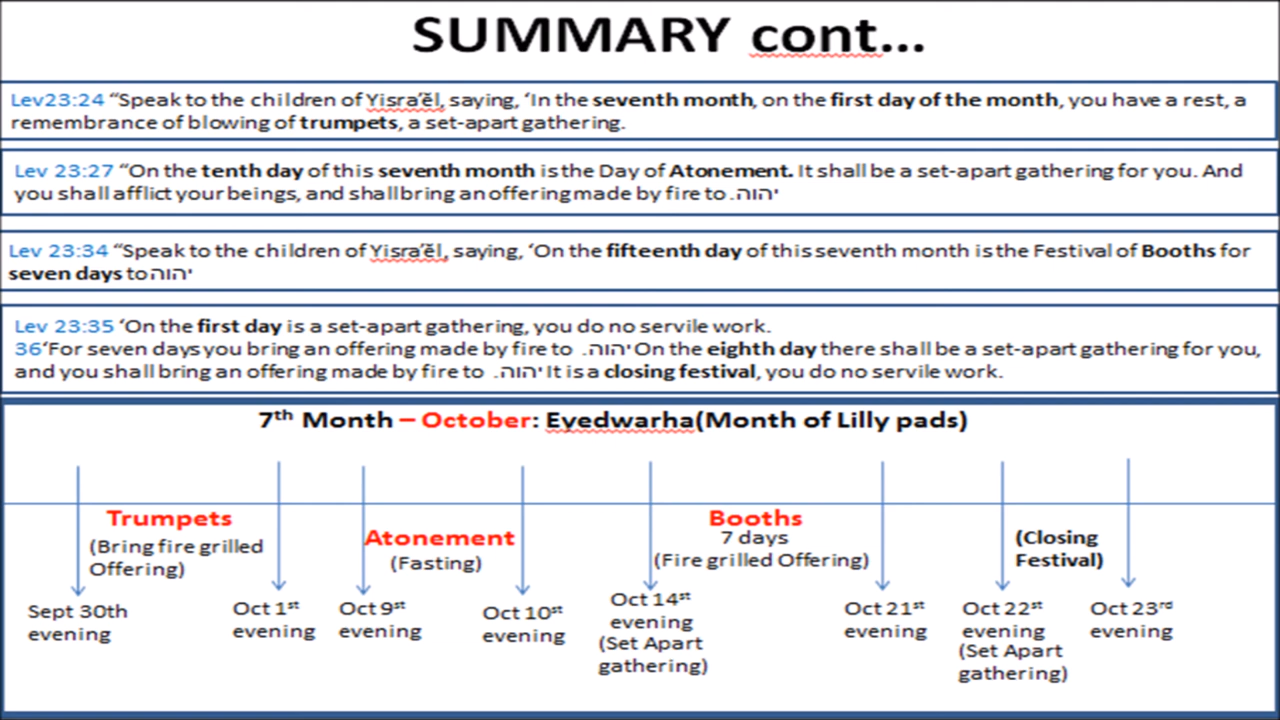 SUMMARY cont...
Lev23:24 “Speak to the children of Yisra’ĕl, saying, ‘In the seventh month, on the first day of the month, you have a rest, a
remembrance of blowing of trumpets, a set-apart gathering.
Lev 23:27 “On the tenth day of this seventh month is the Day of Atonement. It shall be a set-apart gathering for you. And
you shall afflict your beings, and shall bring an offering made by fire to יהוה.
Lev 23:34 “Speak to the children of Yisra’ĕl, saying, ‘On the fifteenth day of this seventh month is the Festival of Booths for
seven days to יהוה
Lev 23:35 ‘On the first day is a set-apart gathering, you do no servile work.
36‘For seven days you bring an offering made by fire to יהוה. On the eighth day there shall be a set-apart gathering for you,
and you shall bring an offering made by fire to יהוה. It is a closing festival, you do no servile work.
7th Month – October: Eyedwarha(Month of Lilly pads)
Trumpets
(Bring fire grilled
Offering)
Atonement
(Fasting)
Booths
7 days
(Fire grilled Offering)
(Closing
Festival)
Sept 30th
evening
Oct 1st
evening
Oct 9st
evening
Oct 10st
evening
Oct 14st
evening
(Set Apart
gathering)
Oct 21st
evening
Oct 22st
evening
(Set Apart
gathering)
Oct 23rd
evening